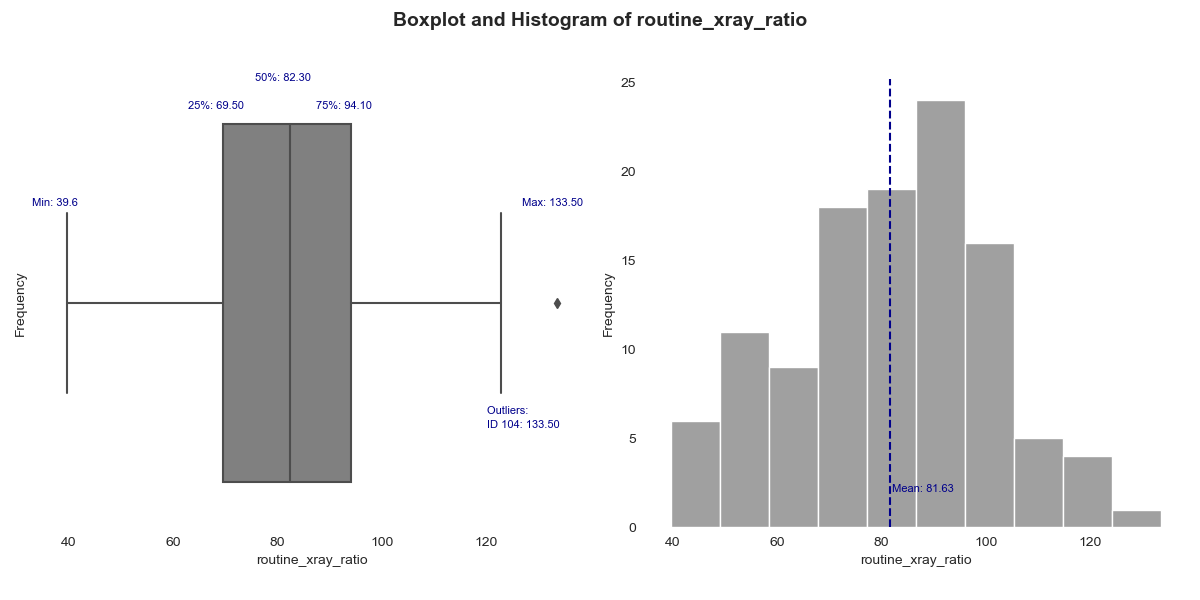 Boxplot and Histogram of routine_xray_ratio
50%: 82.30
25%: 69.50
75%: 94.10
Min: 39.6
Max: 133.50
Frequency
Outliers:
ID 104: 133.50
40
60
80
100
120
routine_xray_ratio
25
20
15
10
5
0
Frequency
Mean: 81.63
40
60
80
100
120
routine_xray_ratio